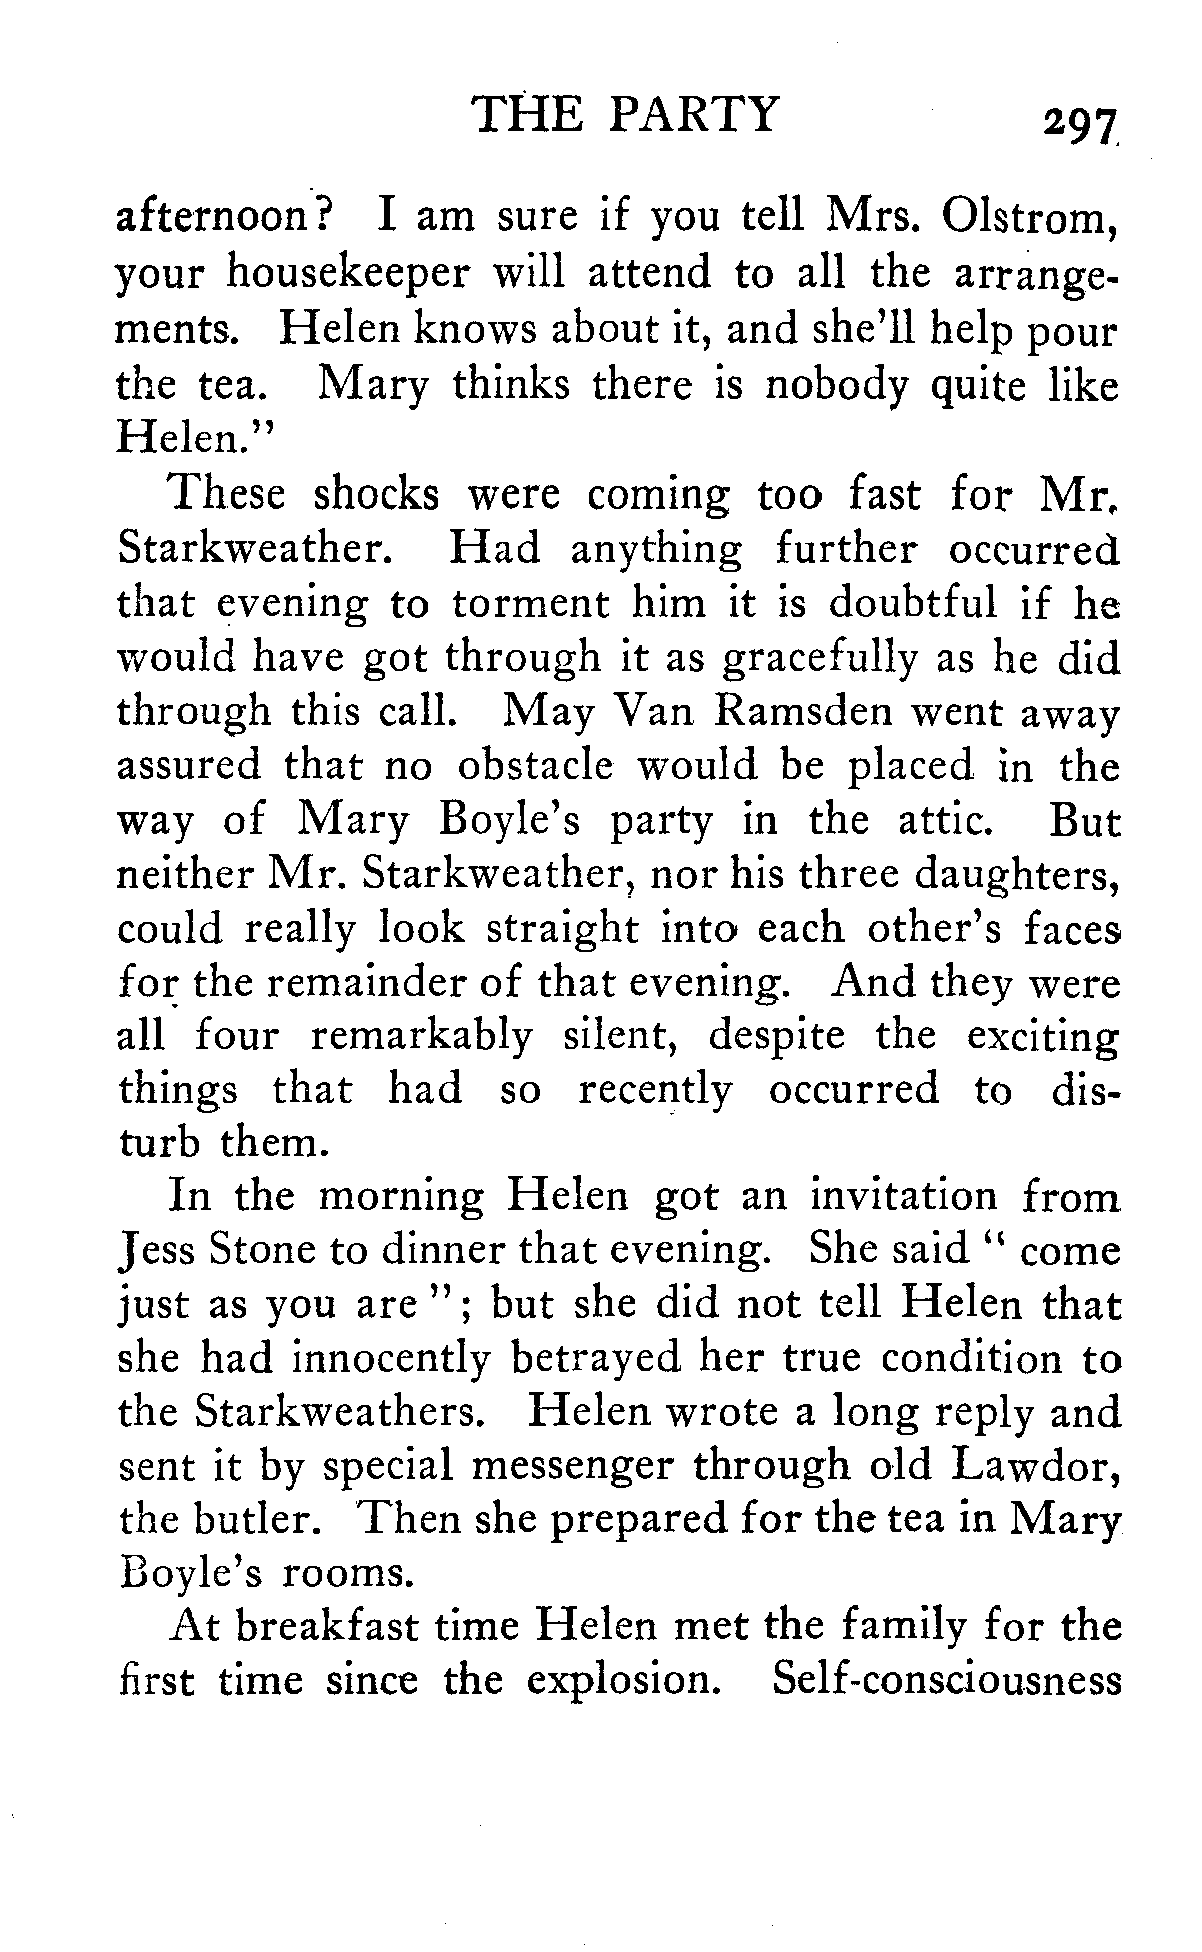 THE PARTY 297
afternoon? I am sure if you tell Mrs. Olstrom,
your housekeeper will attend to all the arrange-
ments. Helen knows about it, and she'll help pour
the tea. Mary thinks there is nobody quite like
Helen."
These shocks were coming too fast for Mr.
Starkweather. Had anything further occurred
that evening to torment him it is doubtful if he
would have got through it as gracefully as he did
through this call. May Van Ramsden went away
assured that no obstacle would be placed in the
way of Mary Boyle's party in the attic. But
neither Mr. Starkweather, nor his three daughters,
could really look straight into each other's faces
for the remainder of that evening. And they were
all four remarkably silent, despite the exciting
things that had so recently occurred to dis-
turb them.
In the morning Helen got an invitation from
Jess Stone to dinner that evening. She said " come
just as you are "; but she did not tell Helen that
she had innocently betrayed her true condition to
the Starkweathers. Helen wrote a long reply and
sent it by special messenger through old Lawdor,
the butler. Then she prepared for the tea in Mary
Boyle's rooms.
At breakfast time Helen met the family for the
first time since the explosion. Self-consciousness